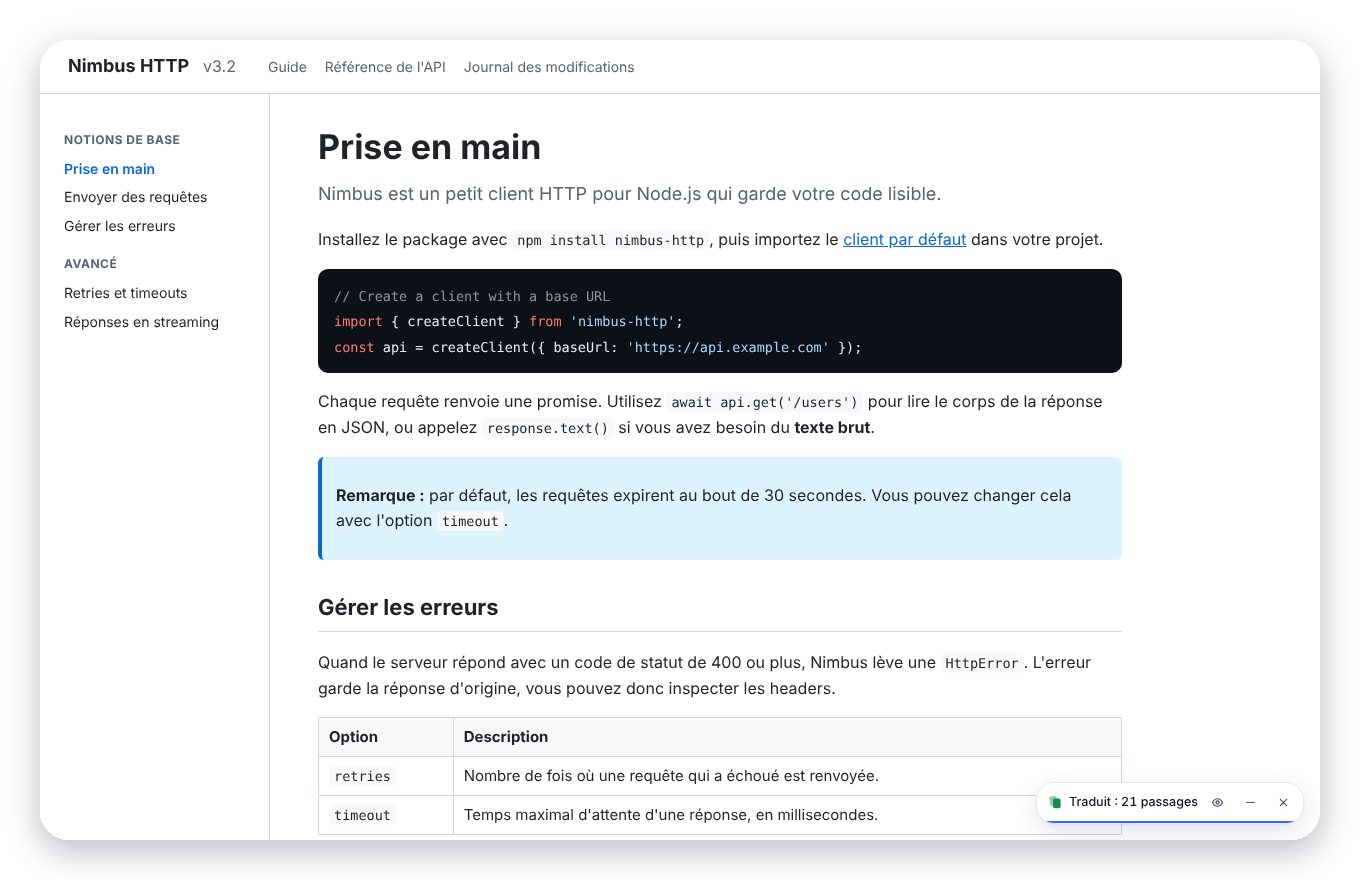 Nimbus HTTP v3.2 Guide Référence de l'API Journal des modifications
NOTIONS DE BASE
Prise en main
Envoyer des requêtes
Gérer les erreurs
AVANCÉ
Retries et timeouts
Réponses en streaming
Prise en main
Nimbus est un petit client HTTP pour Node.js qui garde votre code lisible.
Installez le package avec npm install nimbus-http, puis importez le client par défaut dans votre projet.
// Create a client with a base URL
import { createClient } from 'nimbus-http';
const api = createClient({ baseUrl: 'https://api.example.com' });
Chaque requête renvoie une promise. Utilisez await api.get('/users') pour lire le corps de la réponse
en JSON, ou appelez response.text() si vous avez besoin du texte brut.
Remarque : par défaut, les requêtes expirent au bout de 30 secondes. Vous pouvez changer cela
avec l'option timeout.
Gérer les erreurs
Quand le serveur répond avec un code de statut de 400 ou plus, Nimbus lève une HttpError. L'erreur
garde la réponse d'origine, vous pouvez donc inspecter les headers.
Option Description
retries Nombre de fois où une requête qui a échoué est renvoyée.
timeout Temps maximal d'attente d'une réponse, en millisecondes.
Traduit : 21 passages